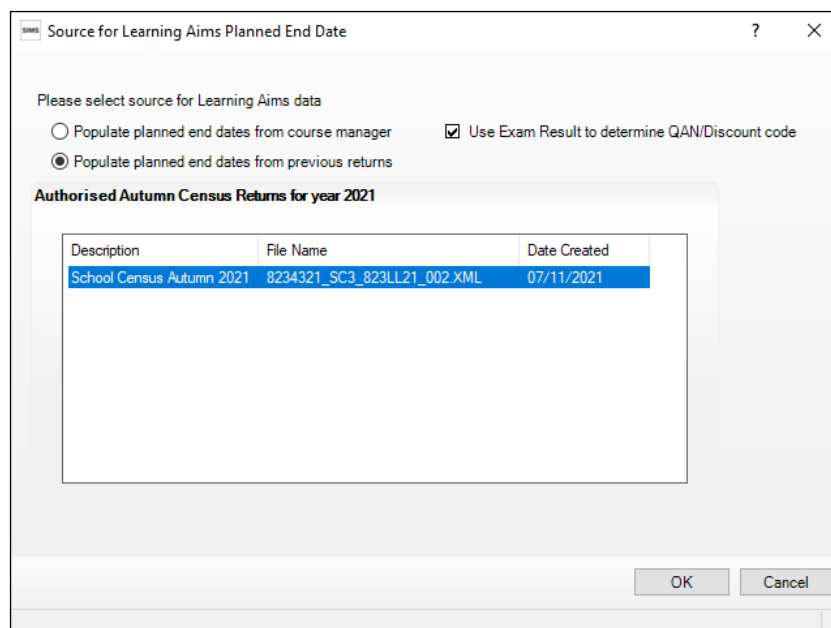 SIMS Source for Learning Aims Planned End Date ?
Please select source for Learning Aims data
Populate planned end dates from course manager Use Exam Result to determine QAN/Discount code
Populate planned end dates from previous returns
Authorised Autumn Census Returns for year 2021
Description File Name Date Created
School Census Autumn 2021 8234321_SC3_823LL21_002.XML 07/11/2021
OK Cancel